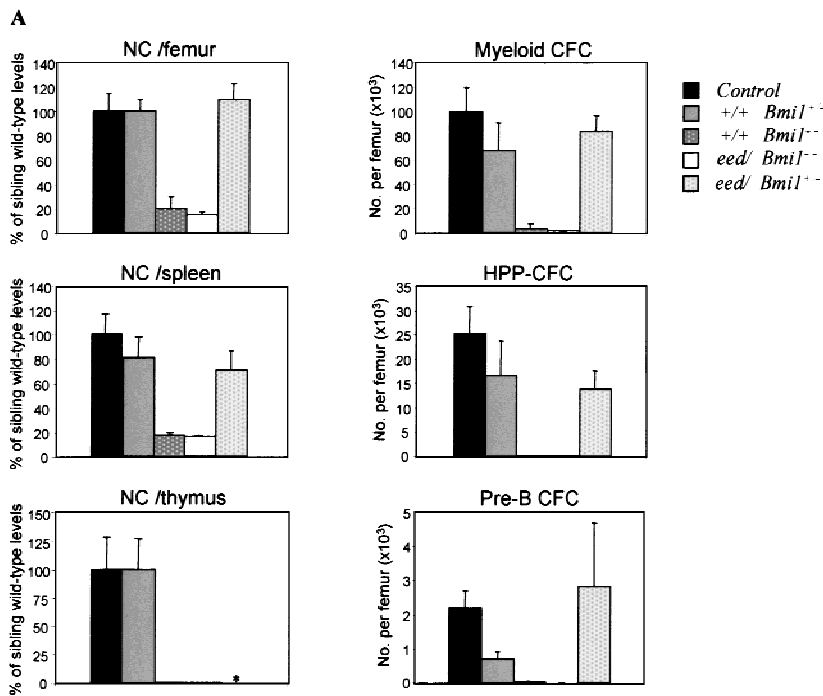 A
NC /femur
% of sibling wild-type levels
140
120
100
80
60
40
20
0
Myeloid CFC
No. per femur (x10³)
140
120
100
80
60
40
20
0
Control
+/+ Bmi1+-
+/+ Bmi1--
eed/ Bmi1--
eed/ Bmi1+-
NC /spleen
% of sibling wild-type levels
140
120
100
80
60
40
20
0
HPP-CFC
No. per femur (x10³)
35
30
25
20
15
10
5
0
NC /thymus
% of sibling wild-type levels
150
125
100
75
50
25
0
*
Pre-B CFC
No. per femur (x10³)
5
4
3
2
1
0